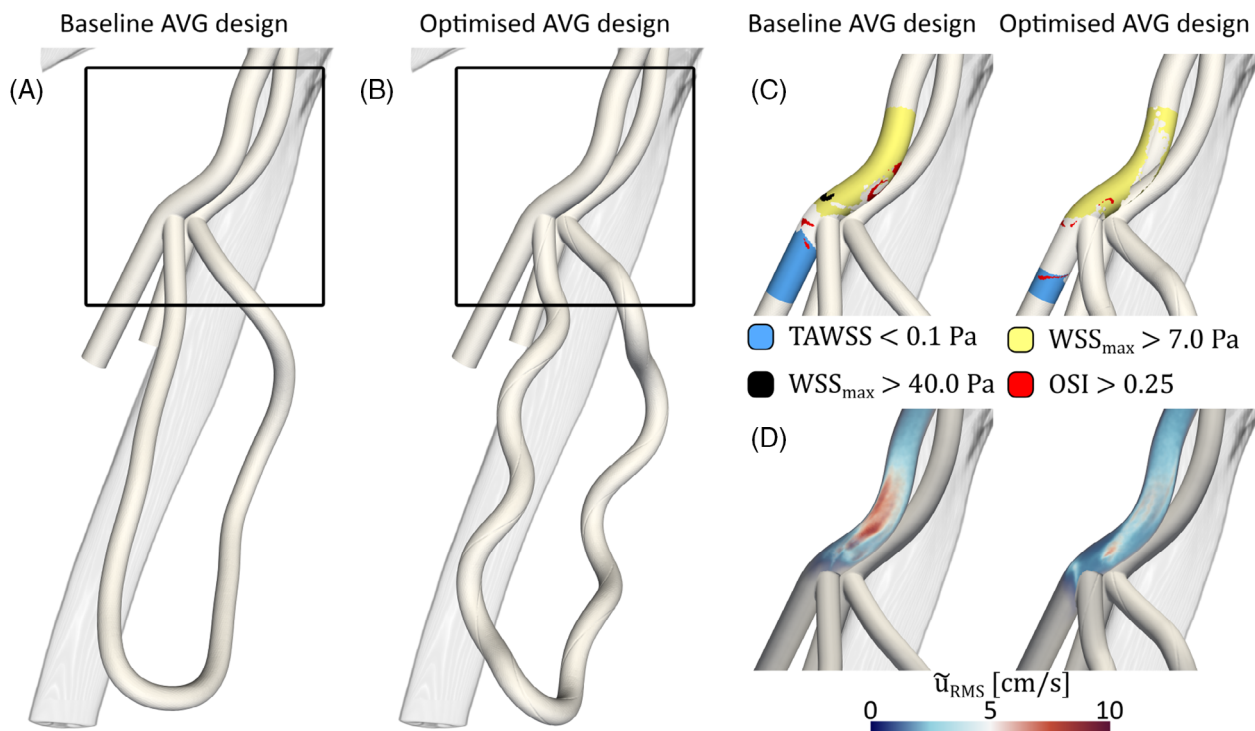 Baseline AVG design
Optimised AVG design
Baseline AVG design
Optimised AVG design
(A)
(B)
(C)
TAWSS < 0.1 Pa
WSSmax > 7.0 Pa
WSSmax > 40.0 Pa
OSI > 0.25
(D)
ũRMS [cm/s]
0
5
10